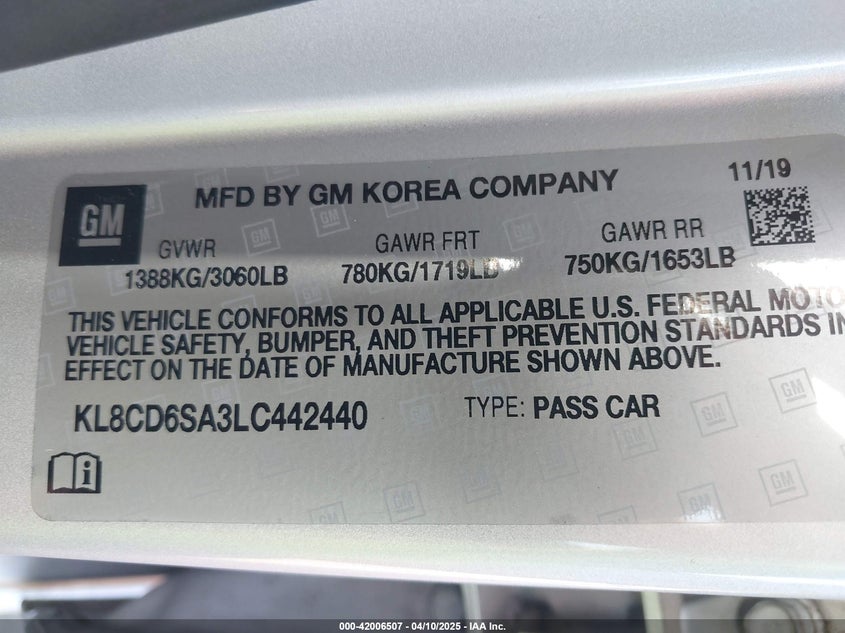 11/19
MFD BY GM KOREA COMPANY
GM
GVWR GAWR FRT GAWR RR
1388KG/3060LB 780KG/1719LB 750KG/1653LB
THIS VEHICLE CONFORMS TO ALL APPLICABLE U.S. FEDERAL MOTO
VEHICLE SAFETY, BUMPER, AND THEFT PREVENTION STANDARDS IN
EFFECT ON THE DATE OF MANUFACTURE SHOWN ABOVE.
KL8CD6SA3LC442440 TYPE: PASS CAR
000-42006507 / 04/10/2025 / IAA Inc.